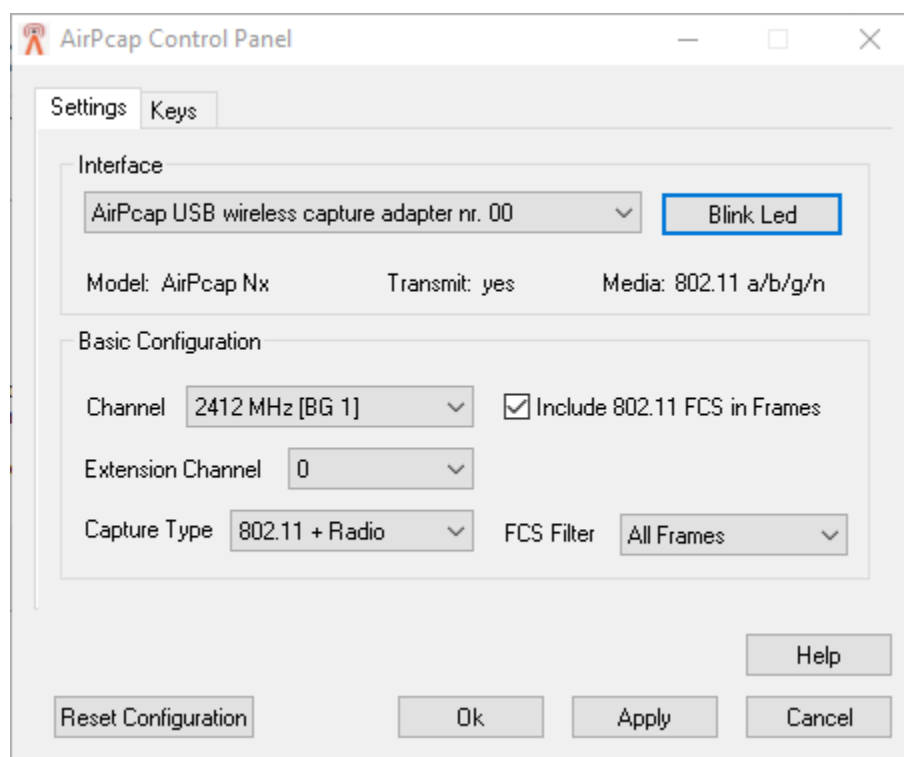 AirPcap Control Panel
Settings Keys
Interface
AirPcap USB wireless capture adapter nr. 00 Blink Led
Model: AirPcap Nx Transmit: yes Media: 802.11 a/b/g/n
Basic Configuration
Channel 2412 MHz [BG 1] Include 802.11 FCS in Frames
Extension Channel 0
Capture Type 802.11 + Radio FCS Filter All Frames
Help
Reset Configuration Ok Apply Cancel